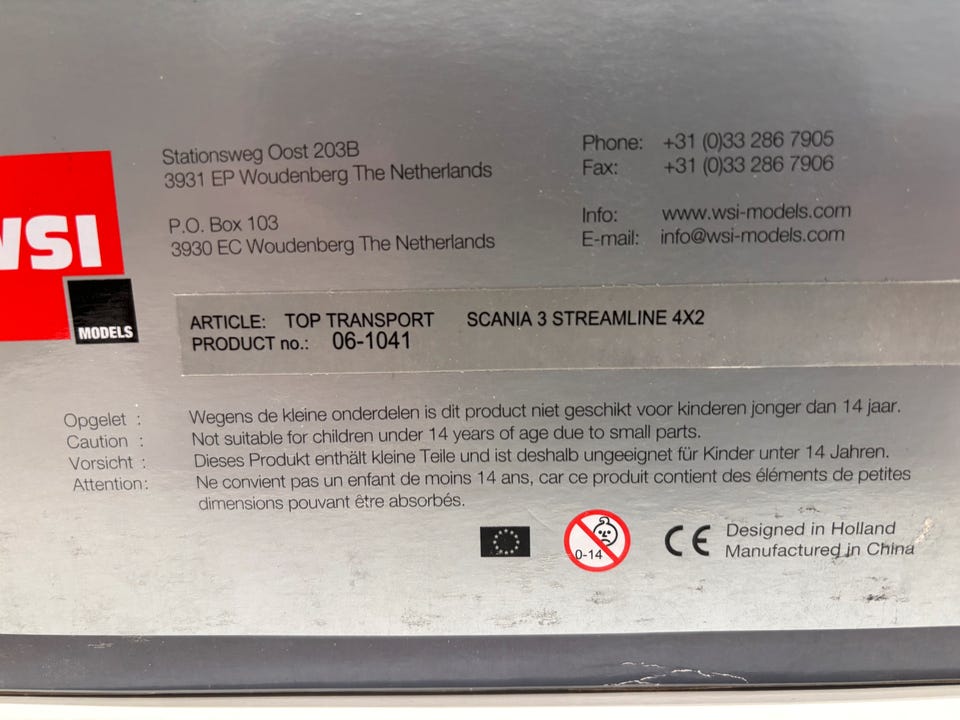 WSI
MODELS
Stationsweg Oost 203B
3931 EP Woudenberg The Netherlands
P.O. Box 103
3930 EC Woudenberg The Netherlands
Phone: +31 (0)33 286 7905
Fax: +31 (0)33 286 7906
Info: www.wsi-models.com
E-mail: info@wsi-models.com
ARTICLE: TOP TRANSPORT SCANIA 3 STREAMLINE 4X2
PRODUCT no.: 06-1041
Opgelet : Wegens de kleine onderdelen is dit product niet geschikt voor kinderen jonger dan 14 jaar.
Caution : Not suitable for children under 14 years of age due to small parts.
Vorsicht : Dieses Produkt enthält kleine Teile und ist deshalb ungeeignet für Kinder unter 14 Jahren.
Attention: Ne convient pas un enfant de moins 14 ans, car ce produit contient des éléments de petites
dimensions pouvant être absorbés.
0-14
CE
Designed in Holland
Manufactured in China